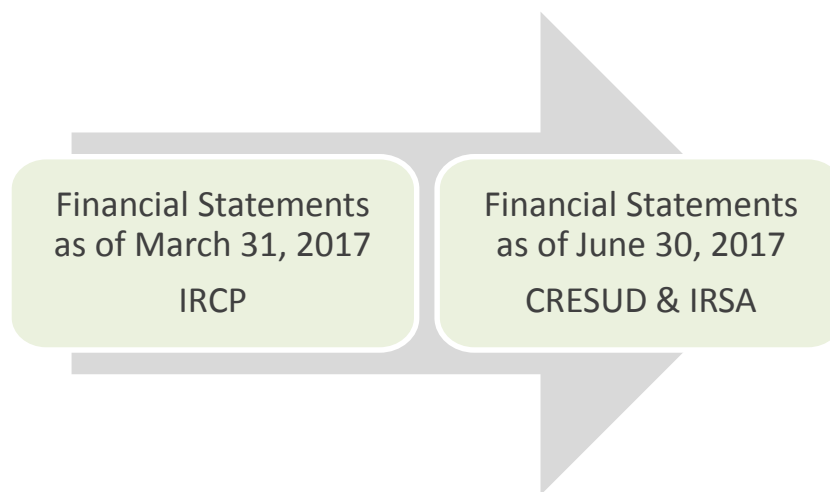 Financial Statements
as of March 31, 2017
IRCP
Financial Statements
as of June 30, 2017
CRESUD & IRSA